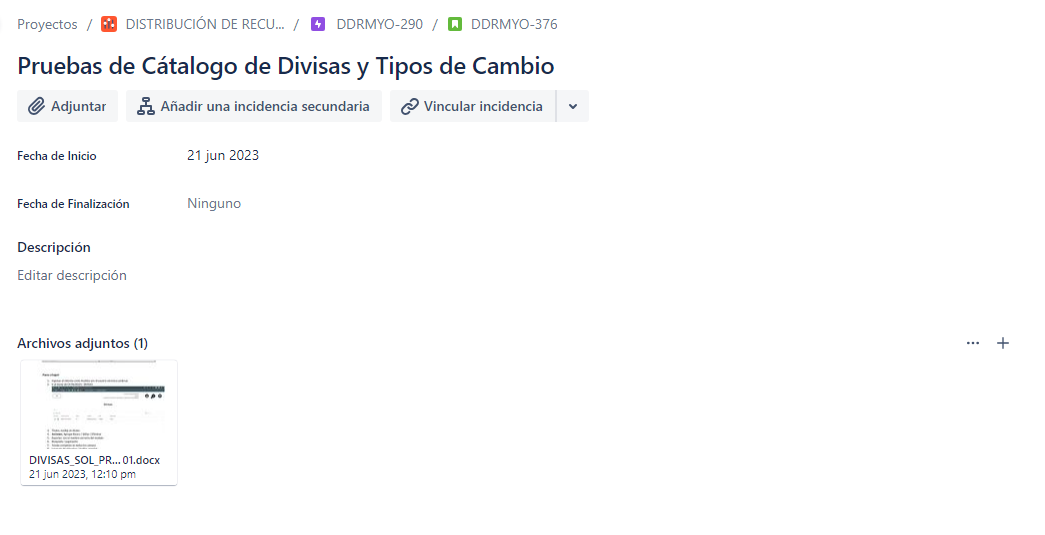 Proyectos / DISTRIBUCIÓN DE RECU... / DDRMYO-290 / DDRMYO-376
Pruebas de Cátalogo de Divisas y Tipos de Cambio
Adjuntar Añadir una incidencia secundaria Vincular incidencia
Fecha de Inicio 21 jun 2023
Fecha de Finalización Ninguno
Descripción
Editar descripción
Archivos adjuntos (1)
DIVISAS_SOL_PR... 01.docx
21 jun 2023, 12:10 pm